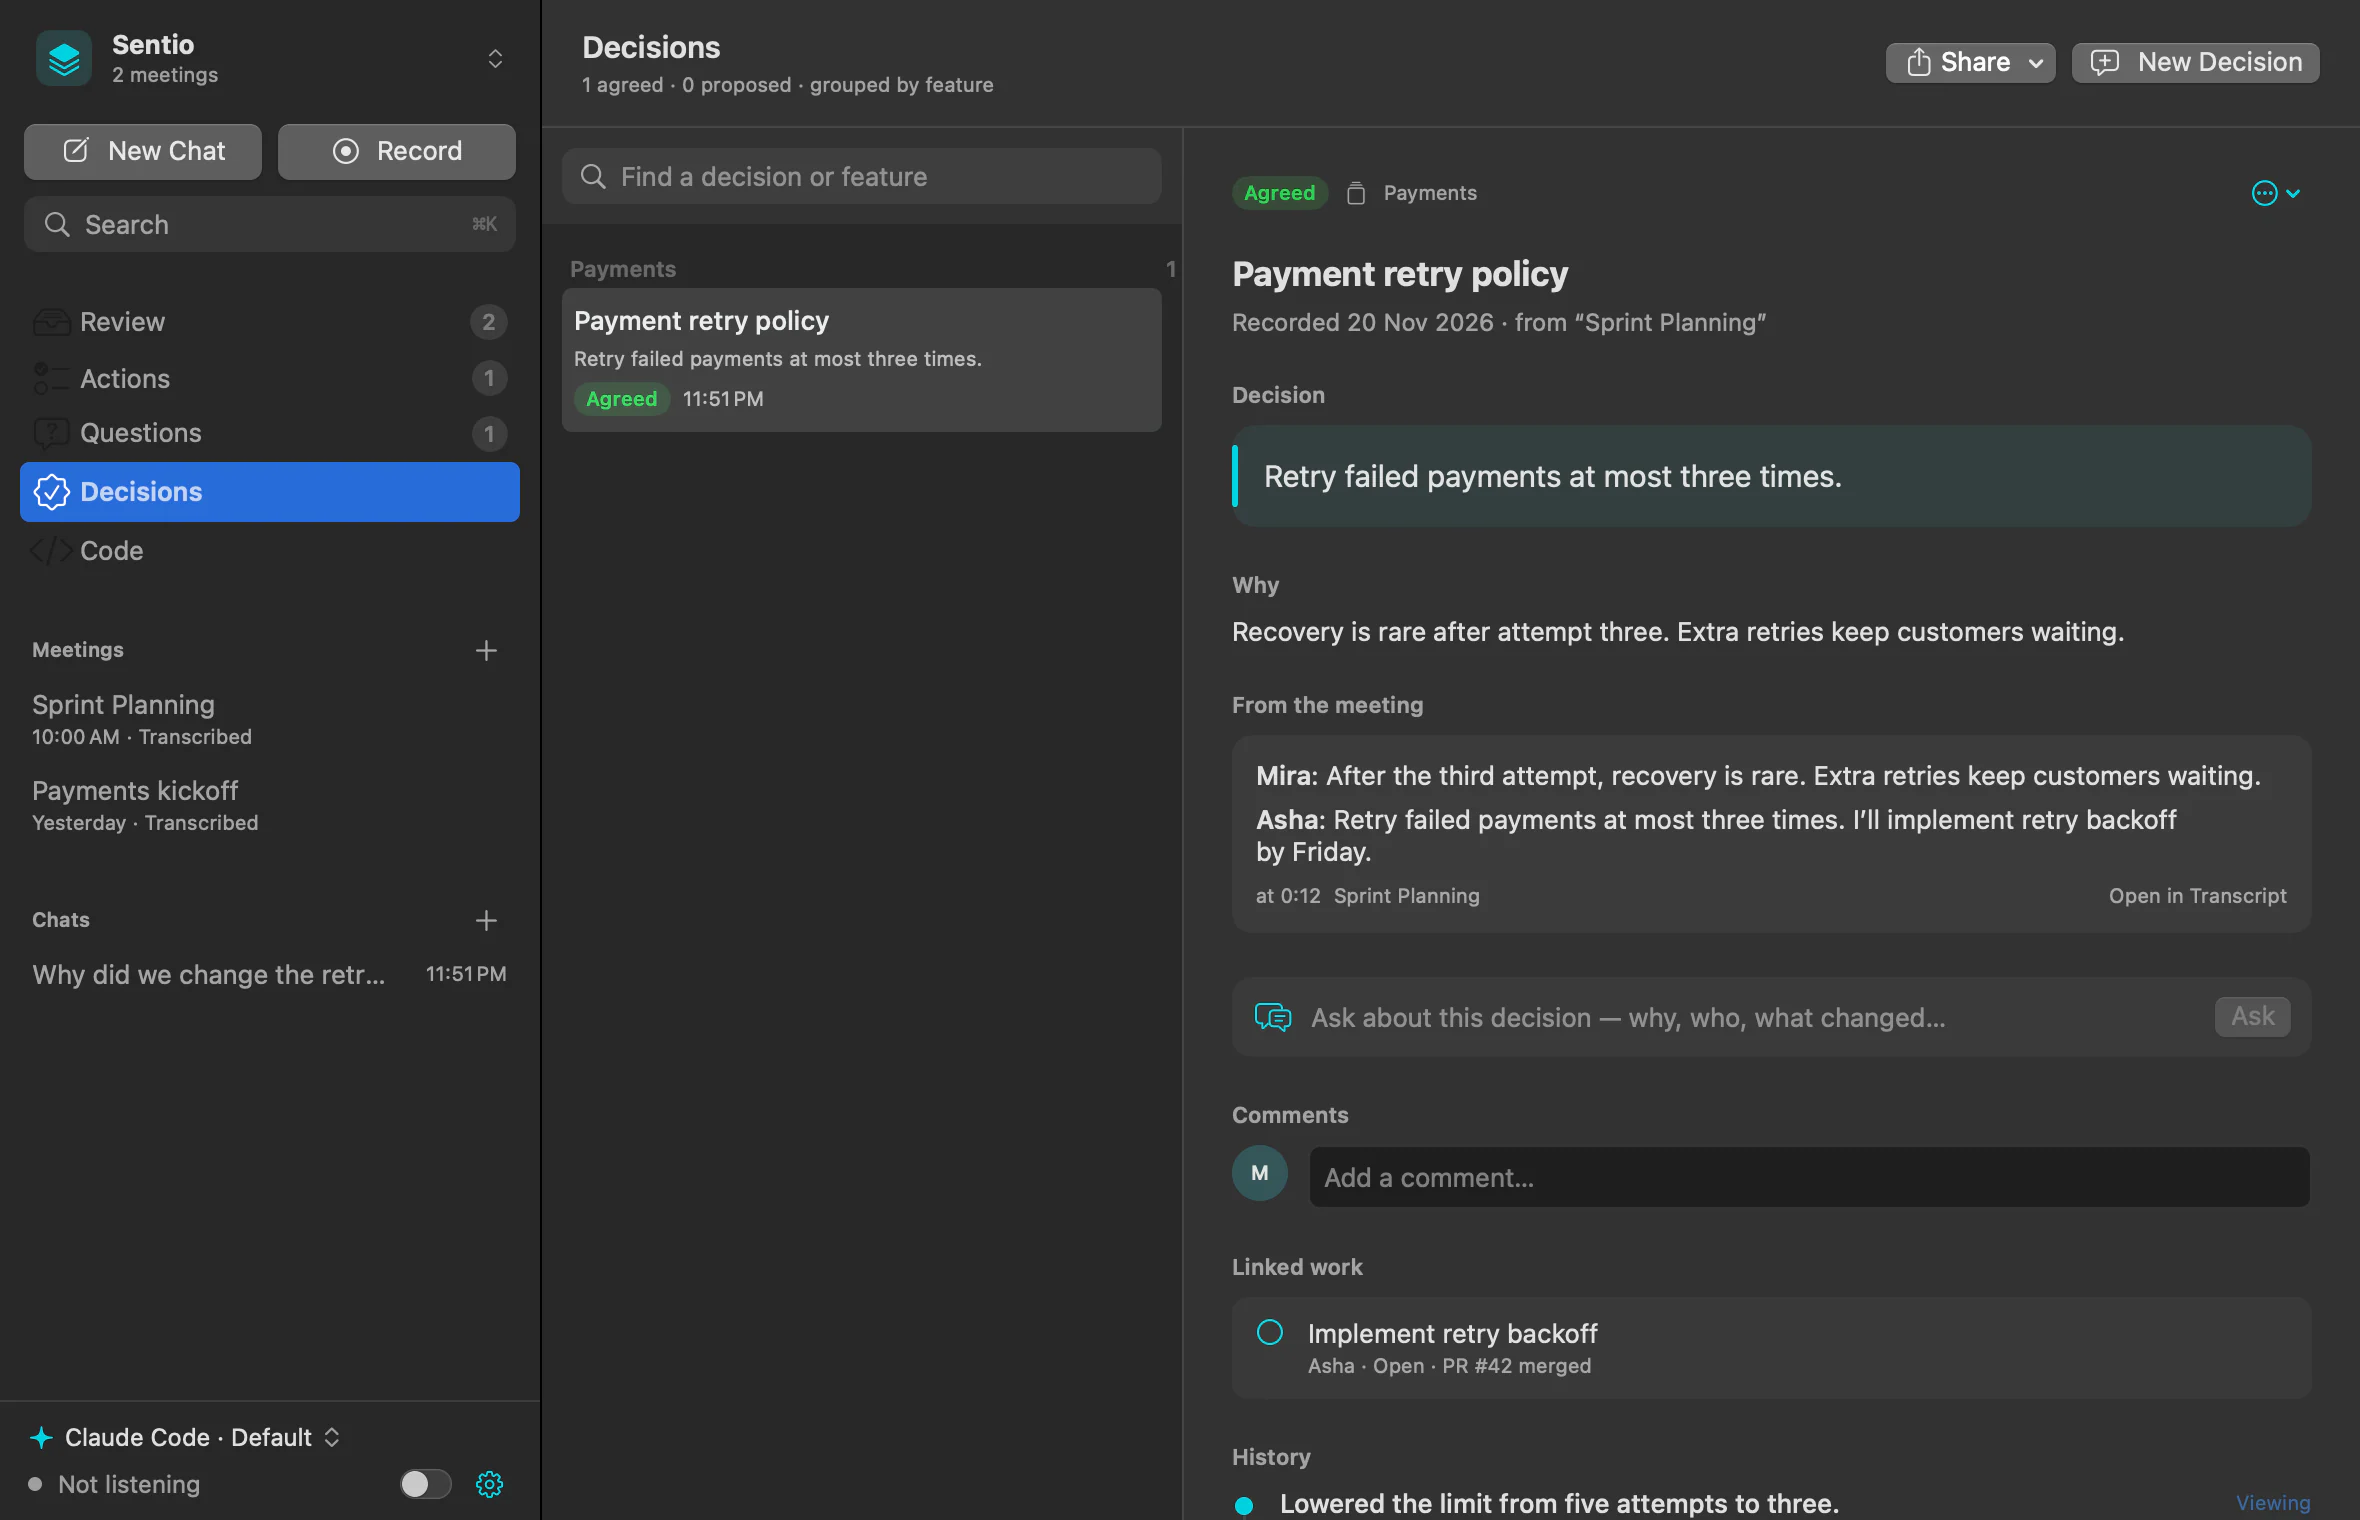 Sentio
2 meetings
New Chat
Record
Search
⌘K
Review
2
Actions
1
Questions
1
Decisions
Code
Meetings
Sprint Planning
10:00 AM · Transcribed
Payments kickoff
Yesterday · Transcribed
Chats
Why did we change the retr...
11:51 PM
Claude Code · Default
Not listening
Decisions
1 agreed · 0 proposed · grouped by feature
Share
New Decision
Find a decision or feature
Payments
1
Payment retry policy
Retry failed payments at most three times.
Agreed
11:51 PM
Agreed
Payments
Payment retry policy
Recorded 20 Nov 2026 · from “Sprint Planning”
Decision
Retry failed payments at most three times.
Why
Recovery is rare after attempt three. Extra retries keep customers waiting.
From the meeting
Mira: After the third attempt, recovery is rare. Extra retries keep customers waiting.
Asha: Retry failed payments at most three times. I’ll implement retry backoff
by Friday.
at 0:12 Sprint Planning
Open in Transcript
Ask about this decision — why, who, what changed...
Ask
Comments
M
Add a comment...
Linked work
Implement retry backoff
Asha · Open · PR #42 merged
History
Lowered the limit from five attempts to three.
Viewing